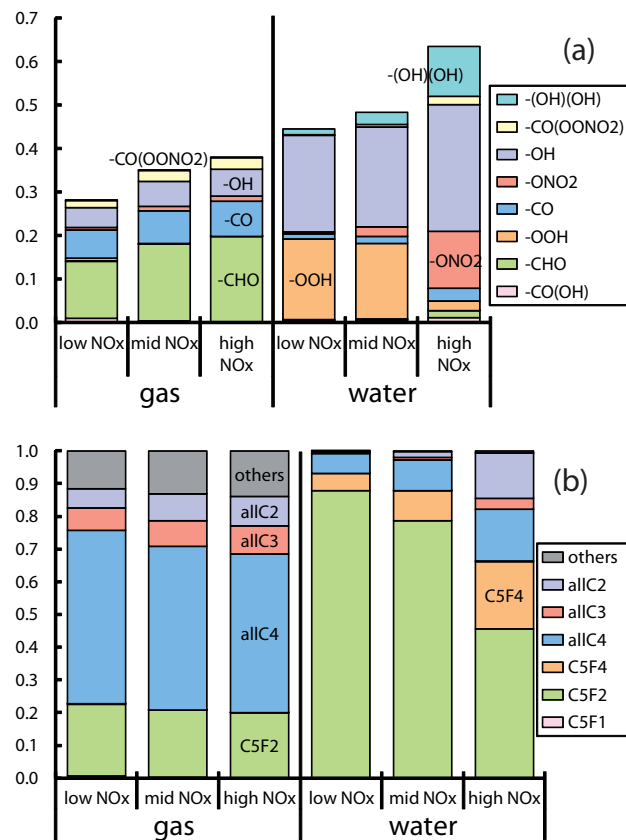 0.7
0.6
0.5
0.4
0.3
0.2
0.1
0.0
(a)
-(OH)(OH)
-CO(OONO2)
-OH
-CO
-CHO
-OOH
-ONO2
-(OH)(OH)
-CO(OONO2)
-OH
-ONO2
-CO
-OOH
-CHO
-CO(OH)
low NOx mid NOx high NOx low NOx mid NOx high NOx
gas water
1.0
0.9
0.8
0.7
0.6
0.5
0.4
0.3
0.2
0.1
0.0
(b)
others
allC2
allC3
allC4
C5F2
C5F4
others
allC2
allC3
allC4
C5F4
C5F2
C5F1
low NOx mid NOx high NOx low NOx mid NOx high NOx
gas water